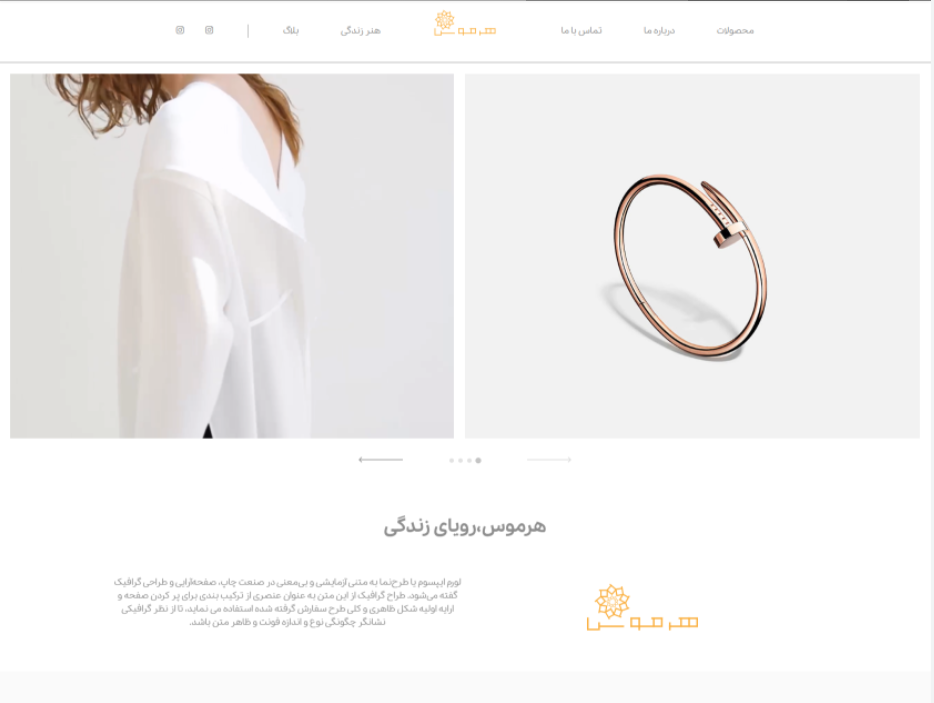 محصولات
درباره ما
تماس با ما
هرموس
هنر زندگی
بلاگ
هرموس،رویای زندگی
هرموس
لورم ایپسوم یا طرح‌نما به متنی آزمایشی و بی‌معنی در صنعت چاپ، صفحه‌آرایی و طراحی گرافیک
گفته می‌شود. طراح گرافیک از این متن به عنوان عنصری از ترکیب بندی برای پر کردن صفحه و
ارایه اولیه شکل ظاهری و کلی طرح سفارش گرفته شده استفاده می نماید، تا از نظر گرافیکی
نشانگر چگونگی نوع و اندازه فونت و ظاهر متن باشد.